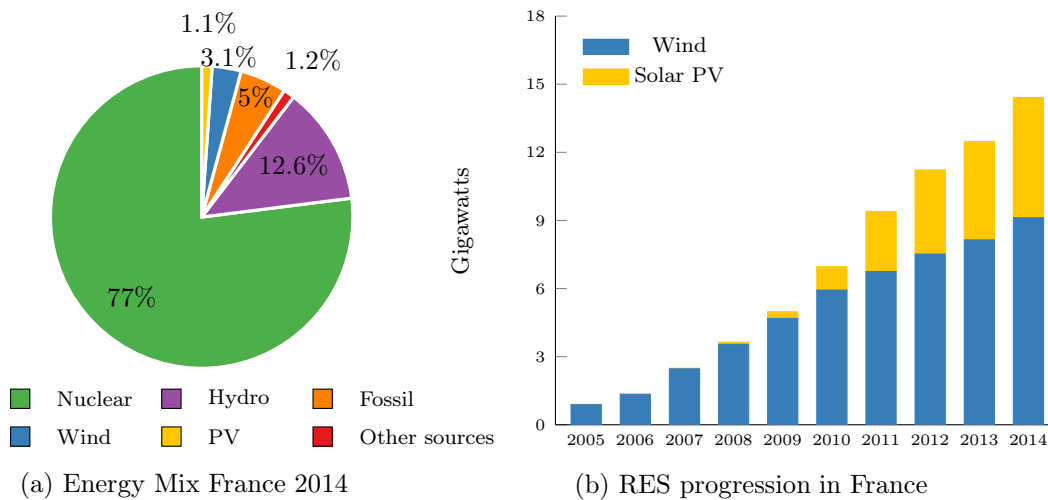 1.1%
3.1%
1.2%
5%
12.6%
77%
Nuclear
Hydro
Fossil
Wind
PV
Other sources
(a) Energy Mix France 2014
18
15
12
9
6
3
0
Gigawatts
Wind
Solar PV
2005 2006 2007 2008 2009 2010 2011 2012 2013 2014
(b) RES progression in France